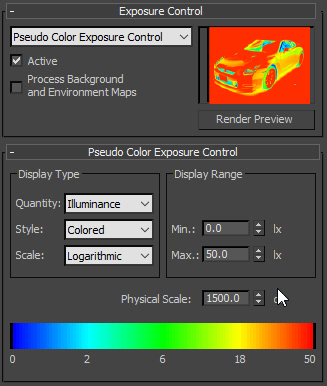 - Exposure Control
Pseudo Color Exposure Control
Active
Process Background
and Environment Maps
Render Preview
- Pseudo Color Exposure Control
Display Type
Display Range
Quantity: Illuminance
Style: Colored
Min.: 0.0 lx
Scale: Logarithmic
Max.: 50.0 lx
Physical Scale: 1500.0
0 2 6 18 50